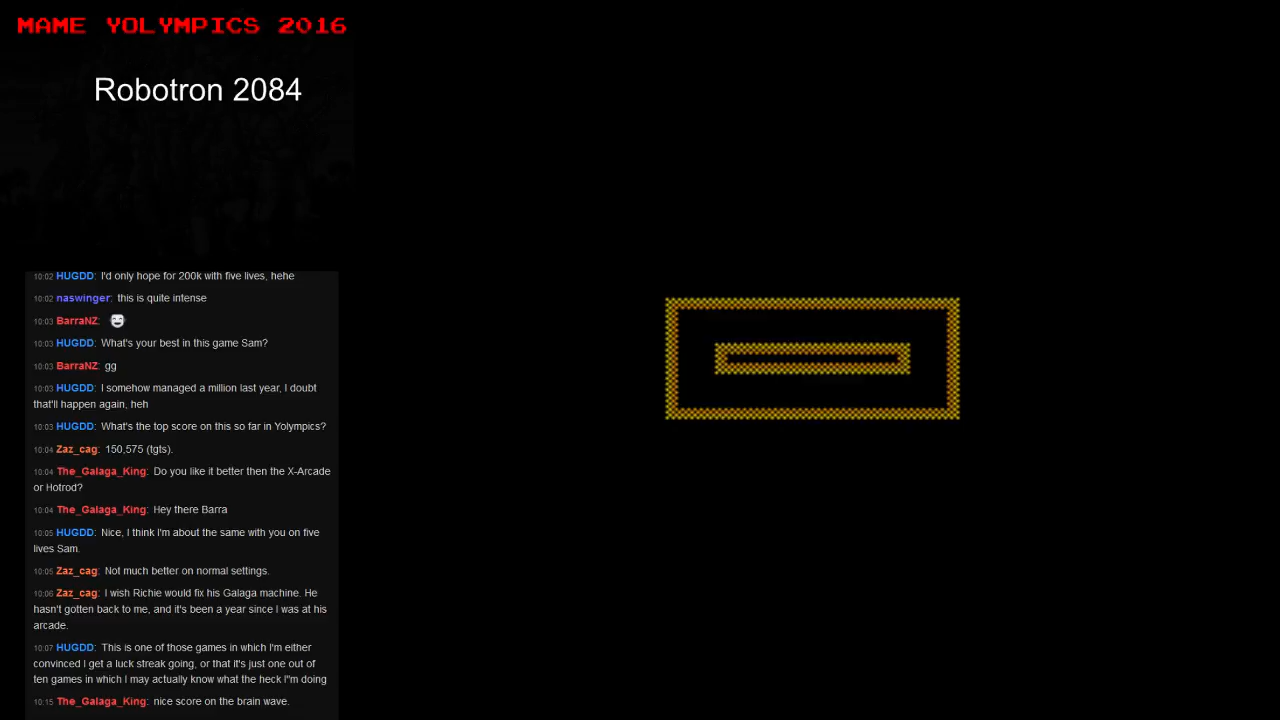 MAME YOLYMPICS 2016
Robotron 2084
10:02 HUGDD: I'd only hope for 200k with five lives, hehe
10:02 naswinger: this is quite intense
10:03 BarraNZ:
10:03 HUGDD: What's your best in this game Sam?
10:03 BarraNZ: gg
10:03 HUGDD: I somehow managed a million last year, I doubt
that'll happen again, heh
10:03 HUGDD: What's the top score on this so far in Yolympics?
10:04 Zaz_cag: 150,575 (tgts).
10:04 The_Galaga_King: Do you like it better then the X-Arcade
or Hotrod?
10:04 The_Galaga_King: Hey there Barra
10:05 HUGDD: Nice, I think I'm about the same with you on five
lives Sam.
10:05 Zaz_cag: Not much better on normal settings.
10:06 Zaz_cag: I wish Richie would fix his Galaga machine. He
hasn't gotten back to me, and it's been a year since I was at his
arcade.
10:07 HUGDD: This is one of those games in which I'm either
convinced I get a luck streak going, or that it's just one out of
ten games in which I may actually know what the heck I"m doing
10:15 The_Galaga_King: nice score on the brain wave.